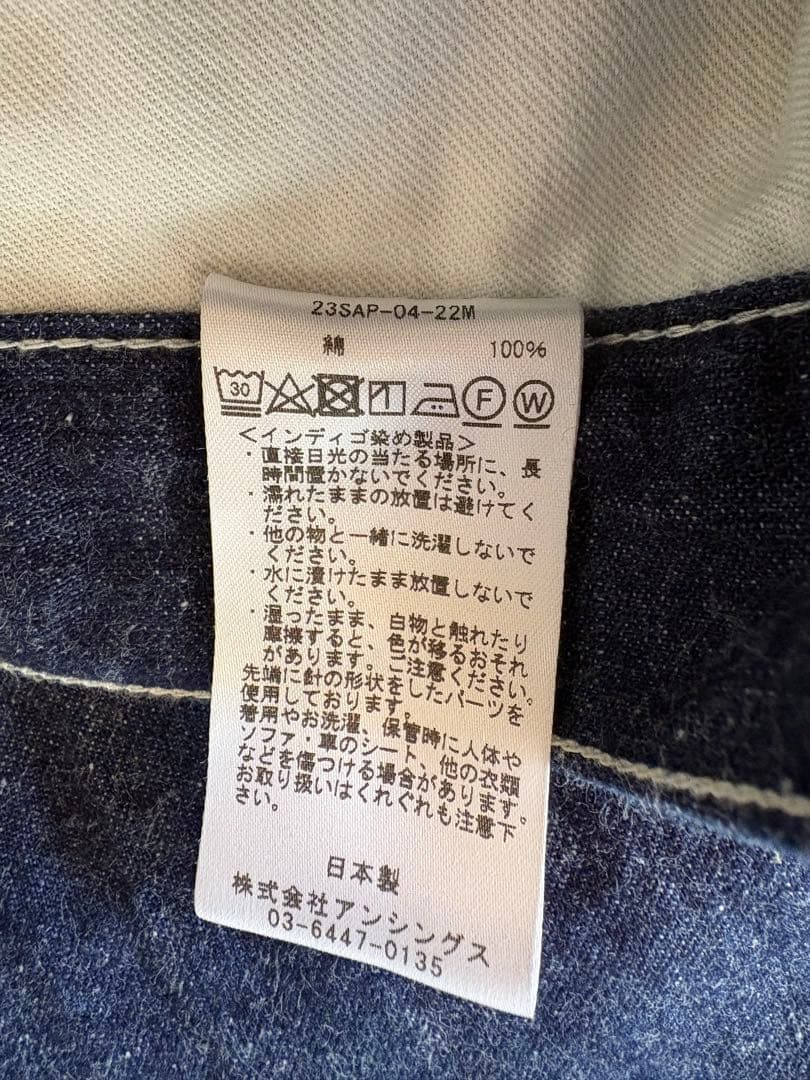 23SAP-04-22M
綿 100%
30 F W
<インディゴ染め製品>
・直接日光の当たる場所に、長
時間置かないでください。
・濡れたままの放置は避けてく
ださい。
・他の物と一緒に洗濯しないで
ください。
・水に漬けたまま放置しないで
ください。
・湿ったまま、白物と触れたり
摩擦すると、色が移るおそれ
があります。ご注意ください。
先端に針の形状をしたパーツを
使用しております。
着用やお洗濯、保管時に人体や
ソファ・車のシート、他の衣類
などを傷つける場合があります。
お取り扱いはくれぐれも注意下
さい。
日本製
株式会社アンシングス
03-6447-0135